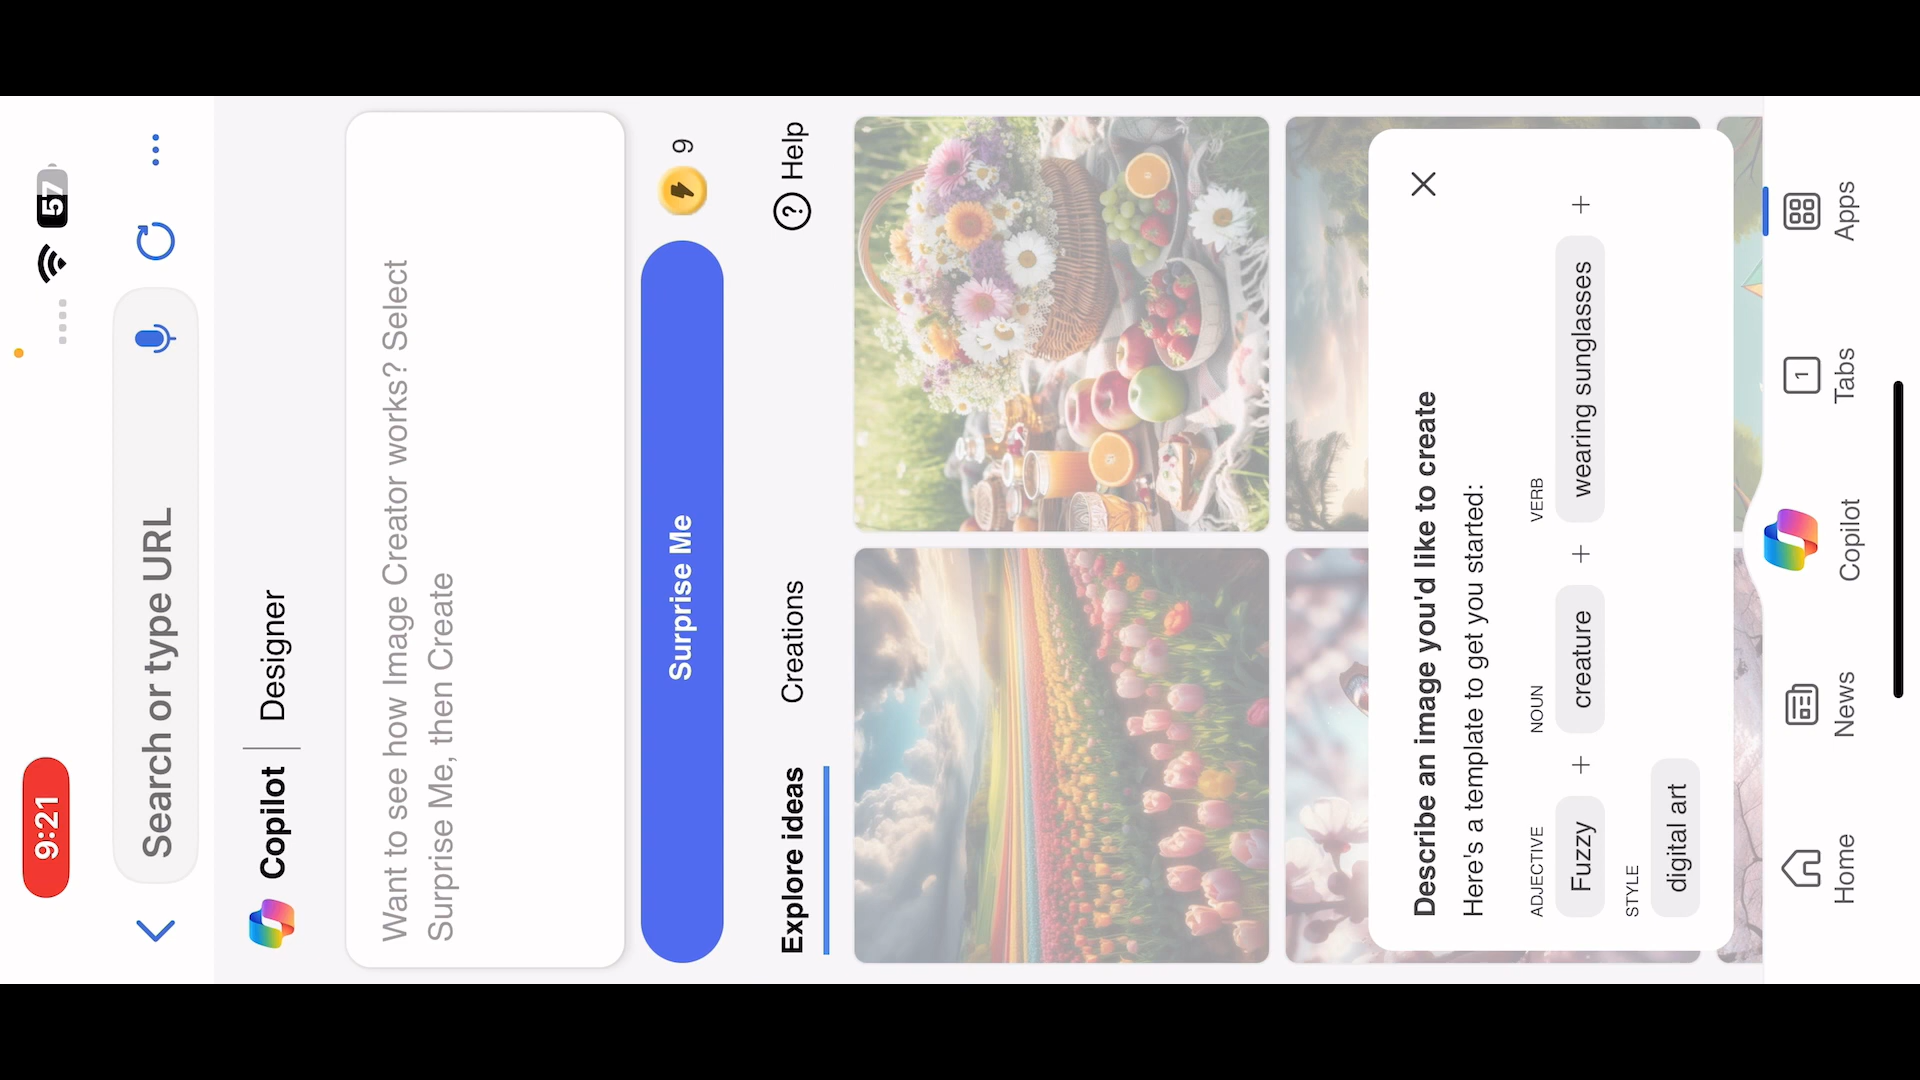 9:21
57
Search or type URL
Copilot | Designer
Want to see how Image Creator works? Select
Surprise Me, then Create
Surprise Me
9
Explore ideas
Creations
Help
Describe an image you'd like to create
Here's a template to get you started:
ADJECTIVE NOUN VERB
Fuzzy + creature + wearing sunglasses +
STYLE
digital art
1
Home News Copilot Tabs Apps